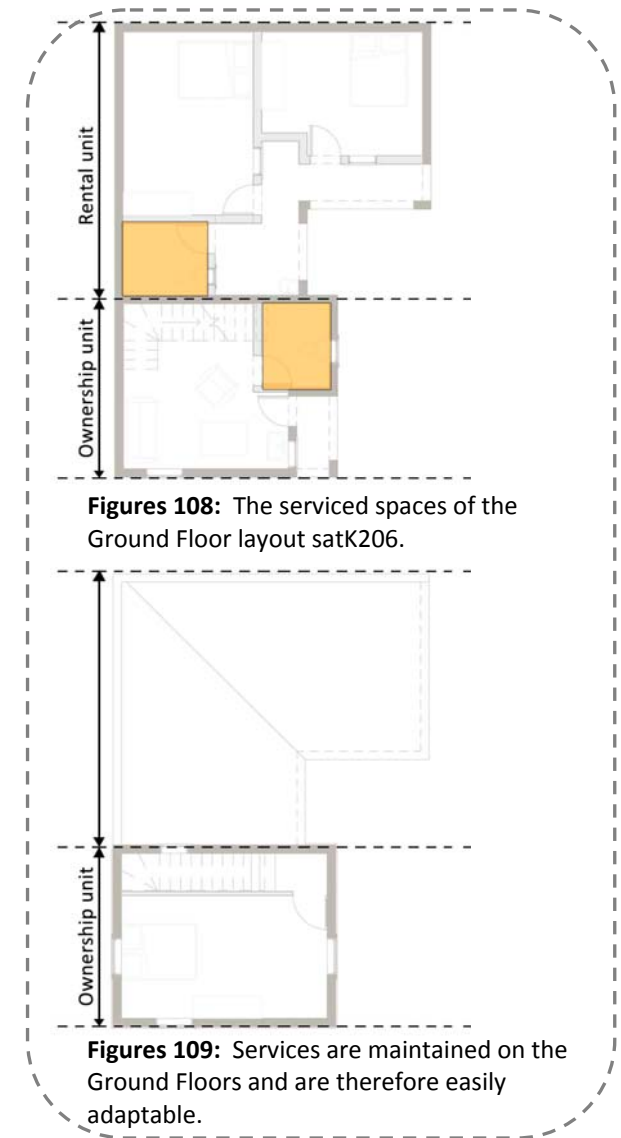 Rental unit
Ownership unit
Figures 108: The serviced spaces of the
Ground Floor layout satK206.
Ownership unit
Figures 109: Services are maintained on the
Ground Floors and are therefore easily
adaptable.